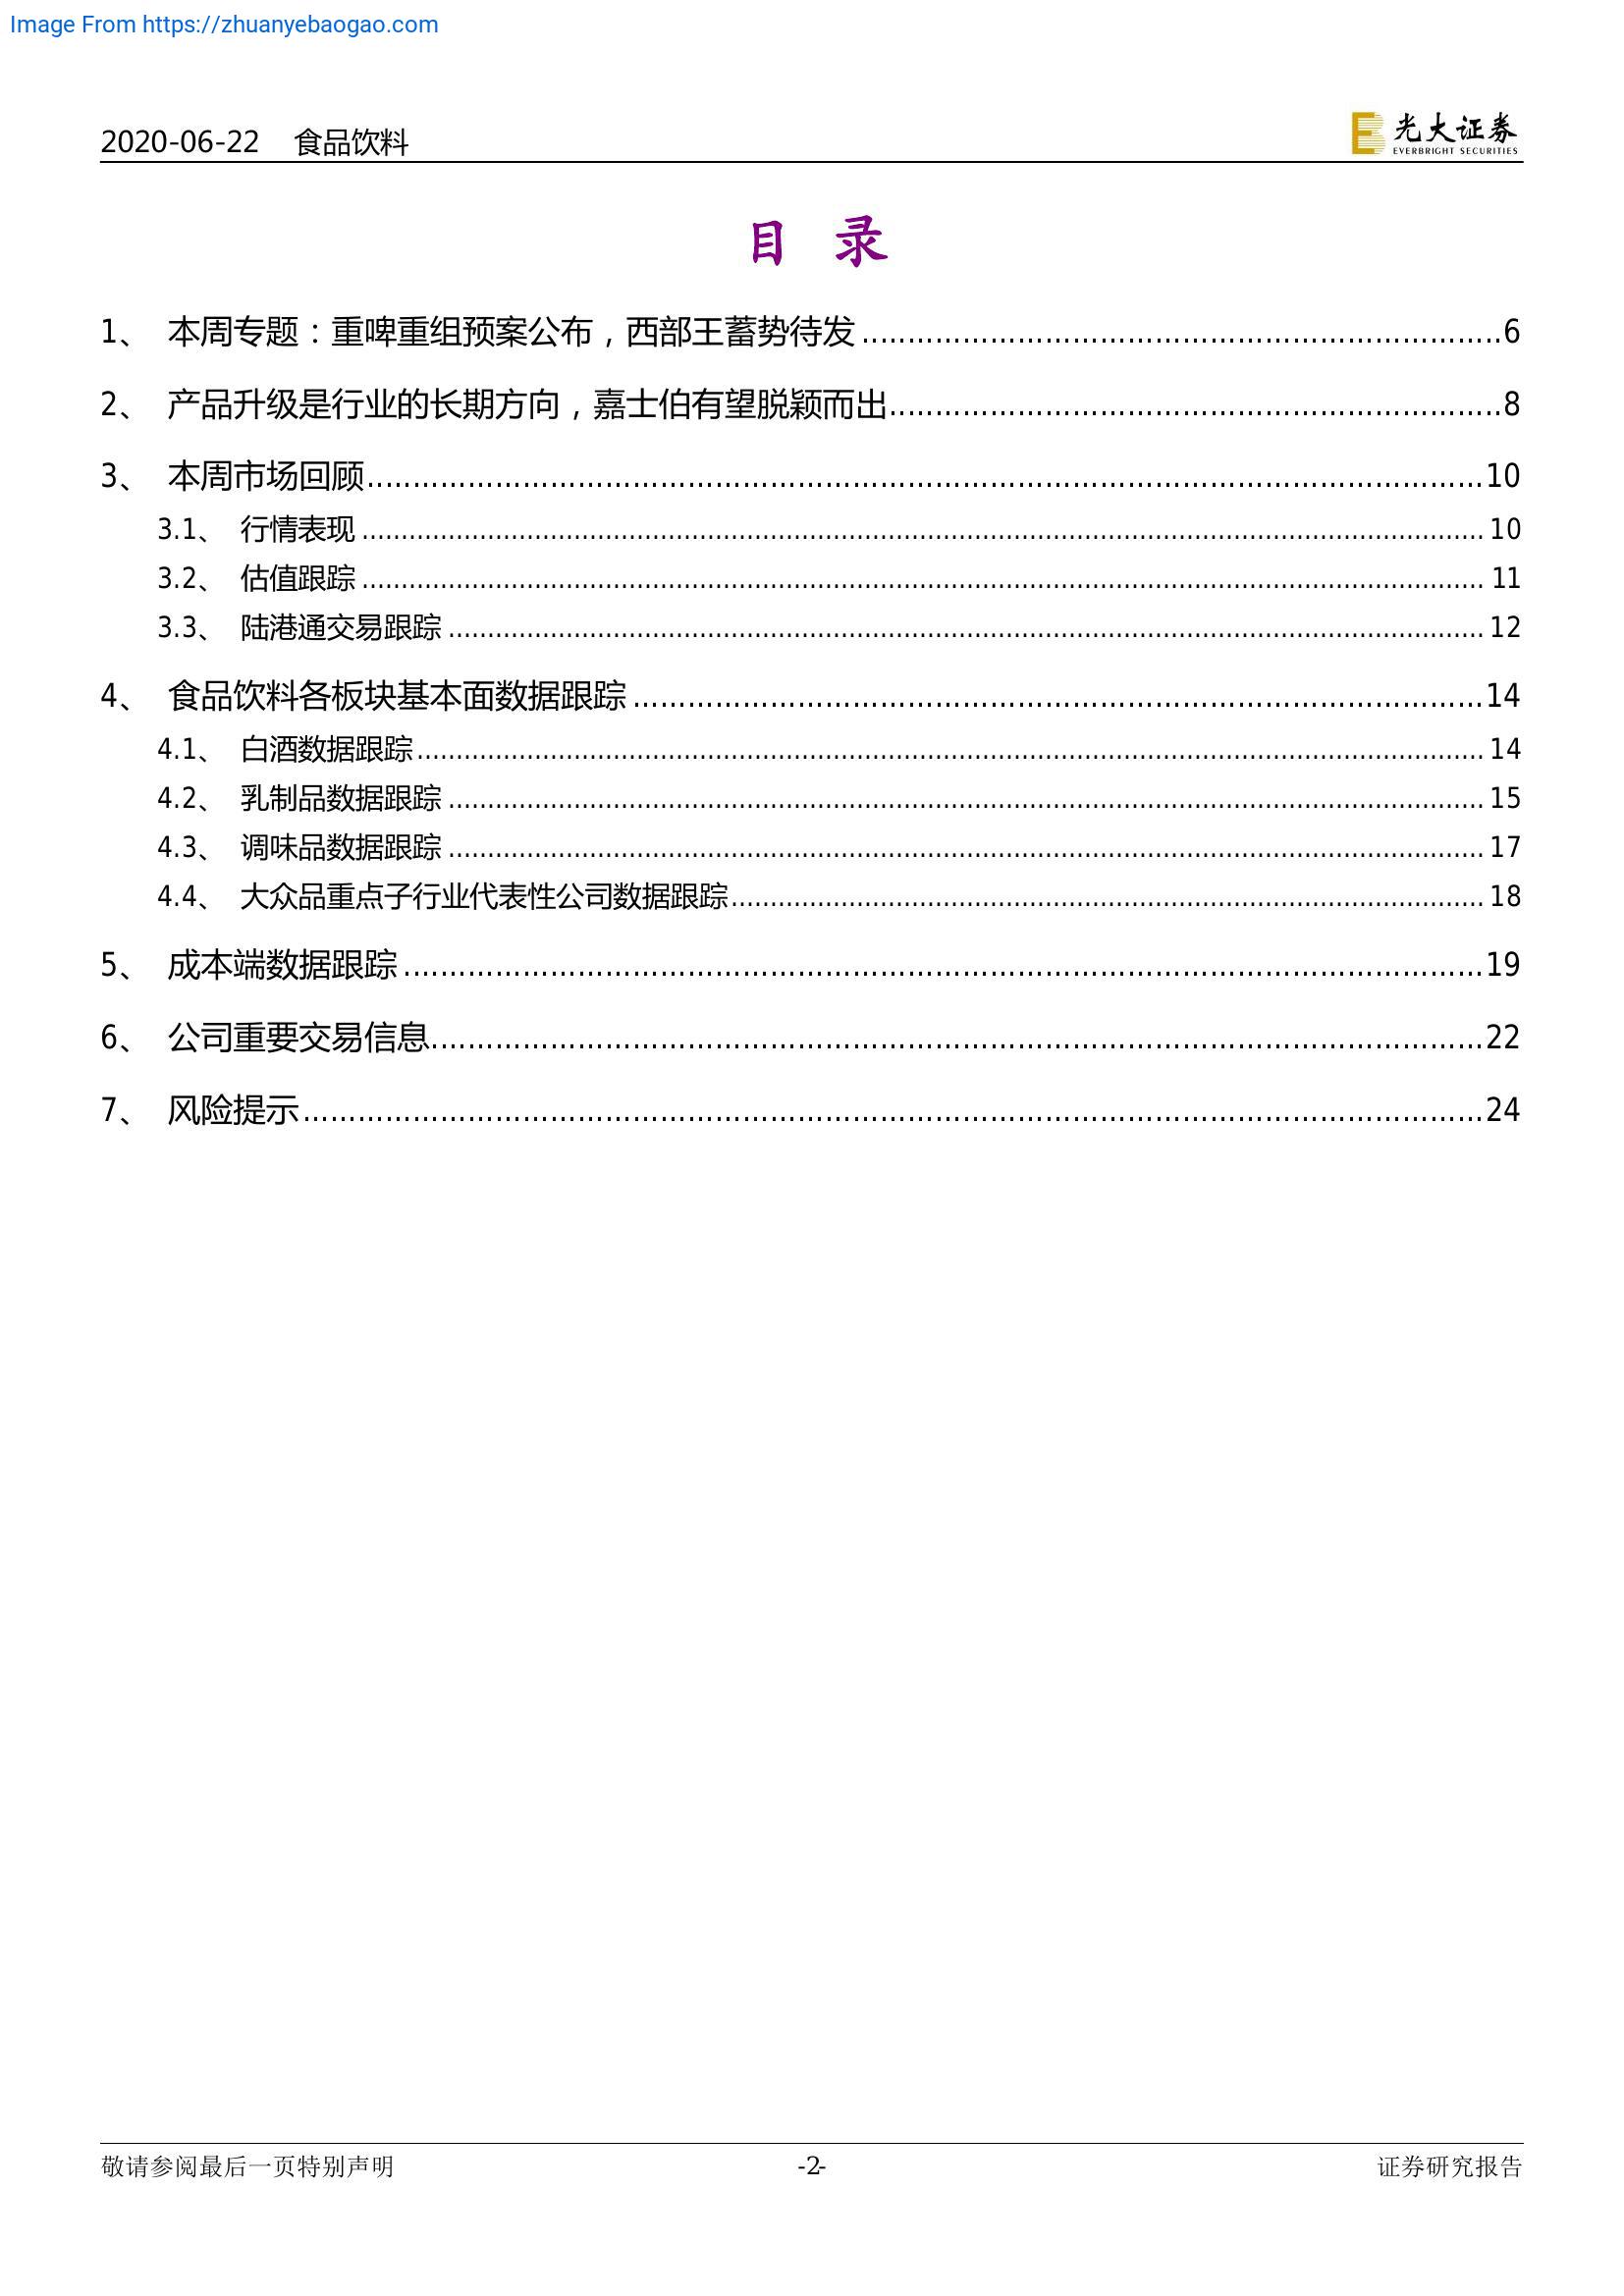 Image From https://zhuanyebaogao.com
2020-06-22 食品饮料
光大证券
EVERBRIGHT SECURITIES
目 录
1、 本周专题：重啤重组预案公布，西部王蓄势待发 ........ 6
2、 产品升级是行业的长期方向，嘉士伯有望脱颖而出 ........ 8
3、 本周市场回顾 ........ 10
3.1、 行情表现 ........ 10
3.2、 估值跟踪 ........ 11
3.3、 陆港通交易跟踪 ........ 12
4、 食品饮料各板块基本面数据跟踪 ........ 14
4.1、 白酒数据跟踪 ........ 14
4.2、 乳制品数据跟踪 ........ 15
4.3、 调味品数据跟踪 ........ 17
4.4、 大众品重点子行业代表性公司数据跟踪 ........ 18
5、 成本端数据跟踪 ........ 19
6、 公司重要交易信息 ........ 22
7、 风险提示 ........ 24
敬请参阅最后一页特别声明 -2- 证券研究报告